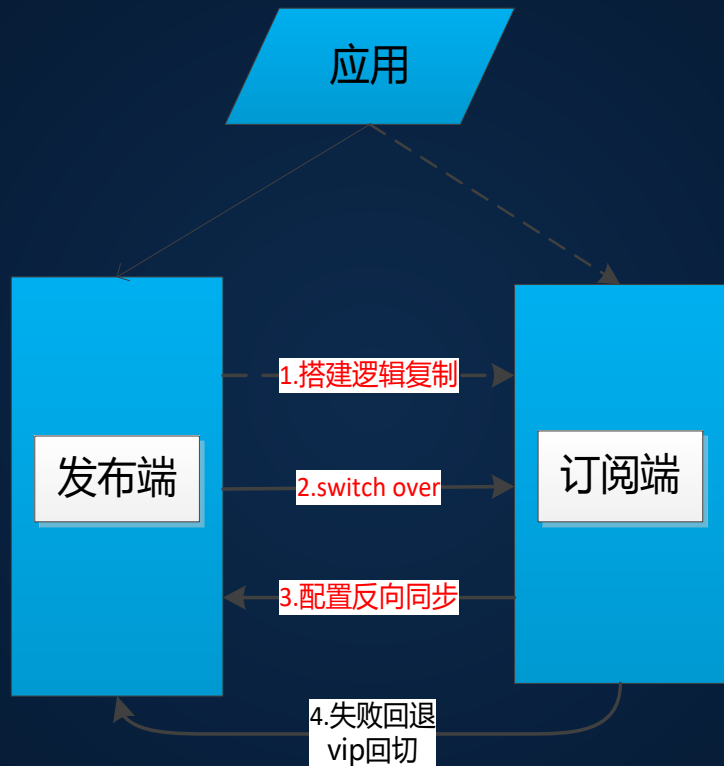 应用
1.搭建逻辑复制
发布端
订阅端
2.switch over
3.配置反向同步
4.失败回退
vip回切